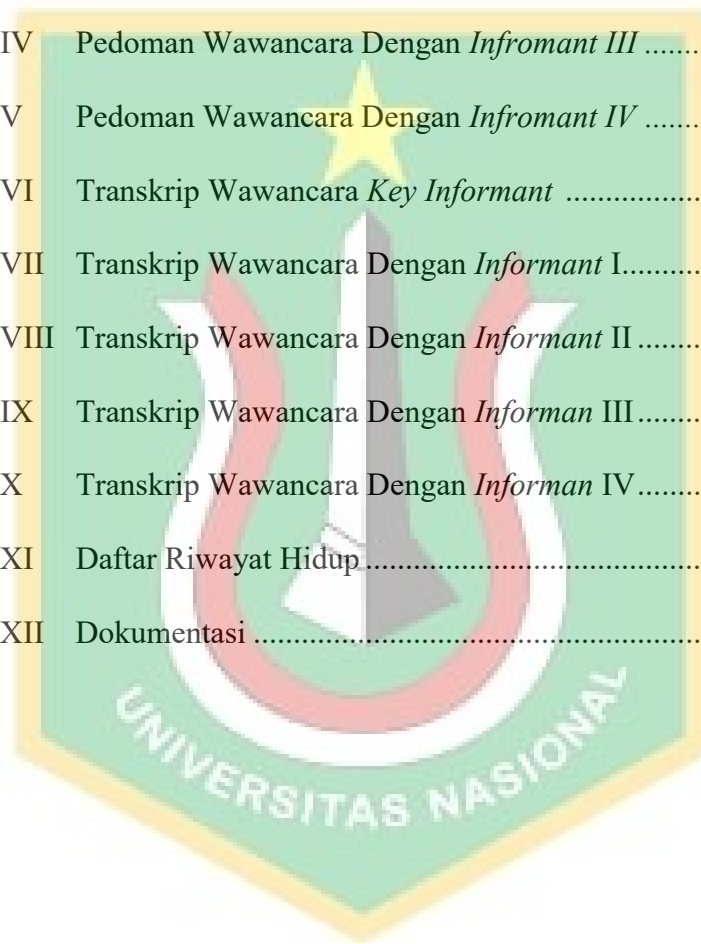 IV Pedoman Wawancara Dengan Infromant III .......
V Pedoman Wawancara Dengan Infromant IV .......
VI Transkrip Wawancara Key Informant .................
VII Transkrip Wawancara Dengan Informant I..........
VIII Transkrip Wawancara Dengan Informant II ........
IX Transkrip Wawancara Dengan Informan III ........
X Transkrip Wawancara Dengan Informan IV ........
XI Daftar Riwayat Hidup ...........................................
XII Dokumentasi .........................................................
UNIVERSITAS NASIONAL